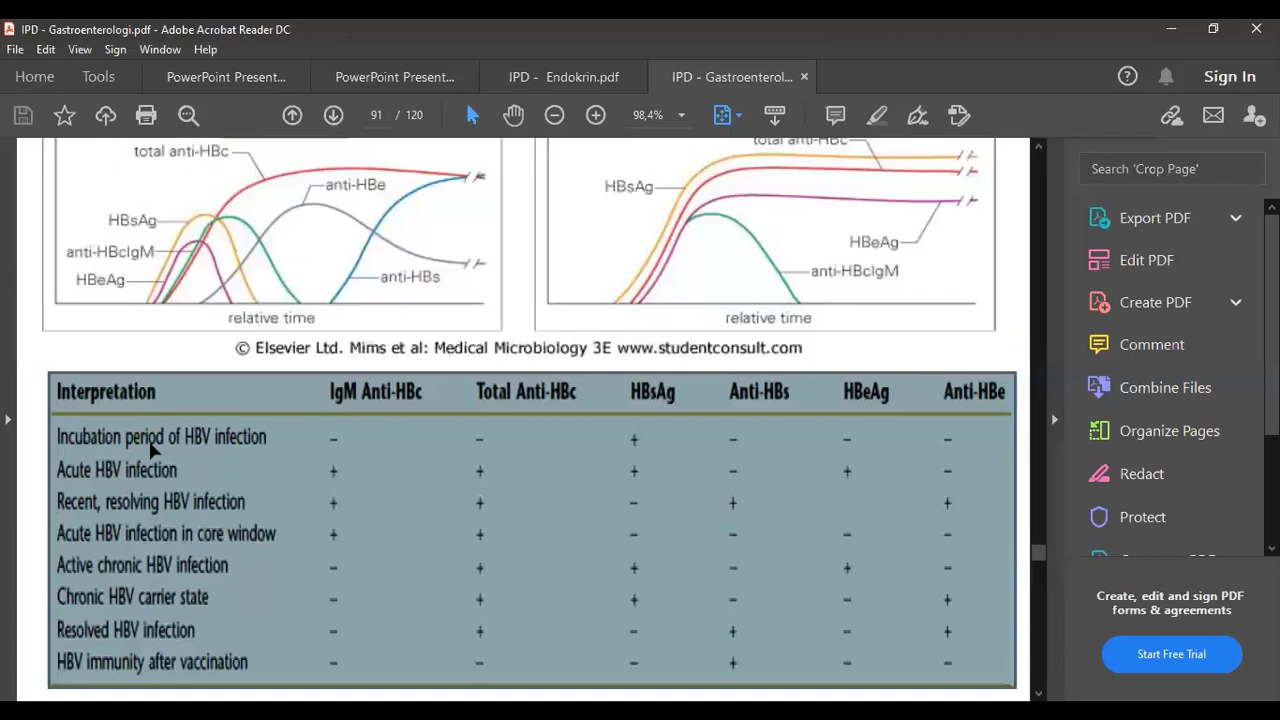 IPD - Gastroenterologi.pdf - Adobe Acrobat Reader DC
File Edit View Sign Window Help
Home Tools PowerPoint Present... PowerPoint Present... IPD - Endokrin.pdf IPD - Gastroenterol... × Sign In
91 / 120 98,4%
total anti-HBc
anti-HBe
HBsAg
anti-HBcIgM
HBeAg
anti-HBs
relative time
total anti-HBc
HBsAg
HBeAg
anti-HBcIgM
relative time
© Elsevier Ltd. Mims et al: Medical Microbiology 3E www.studentconsult.com
Interpretation IgM Anti-HBc Total Anti-HBc HBsAg Anti-HBs HBeAg Anti-HBe
Incubation period of HBV infection – – + – – –
Acute HBV infection + + + – + –
Recent, resolving HBV infection + + – + – +
Acute HBV infection in core window + + – – – –
Active chronic HBV infection – + + – + –
Chronic HBV carrier state – + + – – +
Resolved HBV infection – + – + – +
HBV immunity after vaccination – – – + – –
Search 'Crop Page'
Export PDF
Edit PDF
Create PDF
Comment
Combine Files
Organize Pages
Redact
Protect
Create, edit and sign PDF
forms & agreements
Start Free Trial